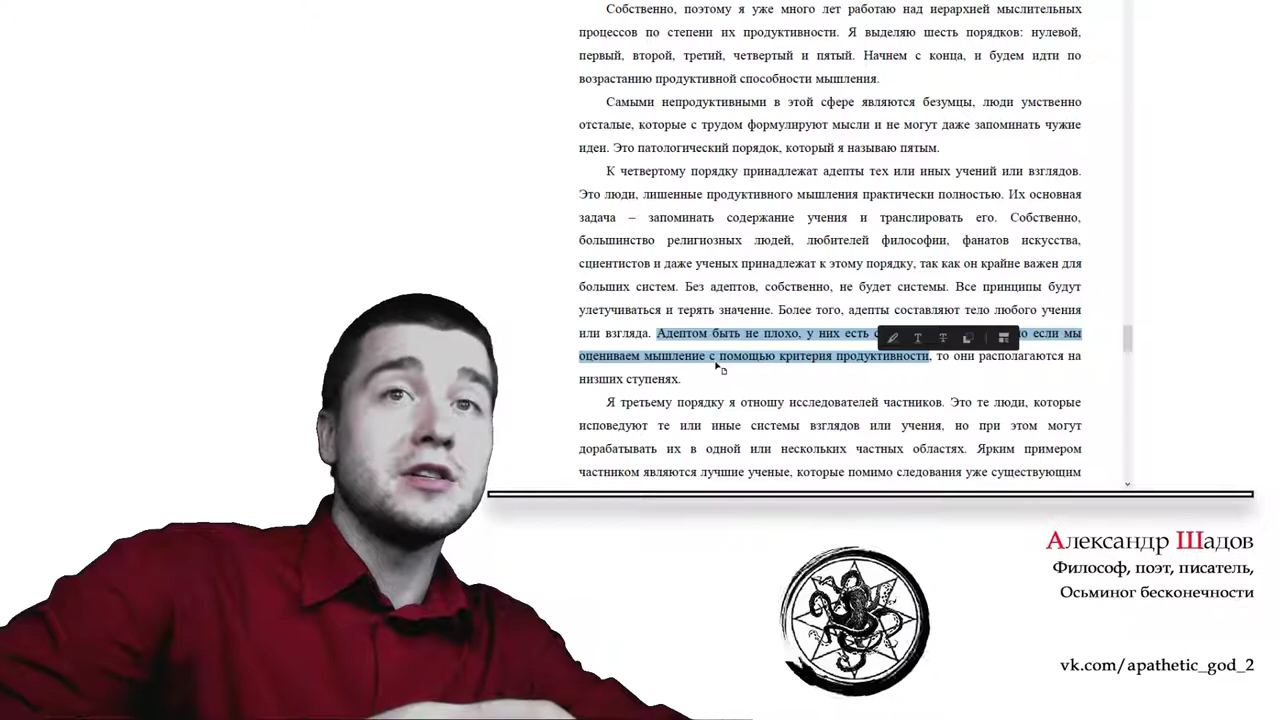 Собственно, поэтому я уже много лет работаю над иерархией мыслительных
процессов по степени их продуктивности. Я выделяю шесть порядков: нулевой,
первый, второй, третий, четвертый и пятый. Начнем с конца, и будем идти по
возрастанию продуктивной способности мышления.
Самыми непродуктивными в этой сфере являются безумцы, люди умственно
отсталые, которые с трудом формулируют мысли и не могут даже запоминать чужие
идеи. Это патологический порядок, который я называю пятым.
К четвертому порядку принадлежат адепты тех или иных учений или взглядов.
Это люди, лишенные продуктивного мышления практически полностью. Их основная
задача – запоминать содержание учения и транслировать его. Собственно,
большинство религиозных людей, любителей философии, фанатов искусства,
сциентистов и даже ученых принадлежат к этому порядку, так как он крайне важен для
больших систем. Без адептов, собственно, не будет системы. Все принципы будут
улетучиваться и терять значение. Более того, адепты составляют тело любого учения
или взгляда. Адептом быть не плохо, у них есть если мы
оцениваем мышление с помощью критерия продуктивности, то они располагаются на
низших ступенях.
Я третьему порядку я отношу исследователей частников. Это те люди, которые
исповедуют те или иные системы взглядов или учения, но при этом могут
дорабатывать их в одной или нескольких частных областях. Ярким примером
частником являются лучшие ученые, которые помимо следования уже существующим
Александр Шадов
Философ, поэт, писатель,
Осьминог бесконечности
vk.com/apathetic_god_2